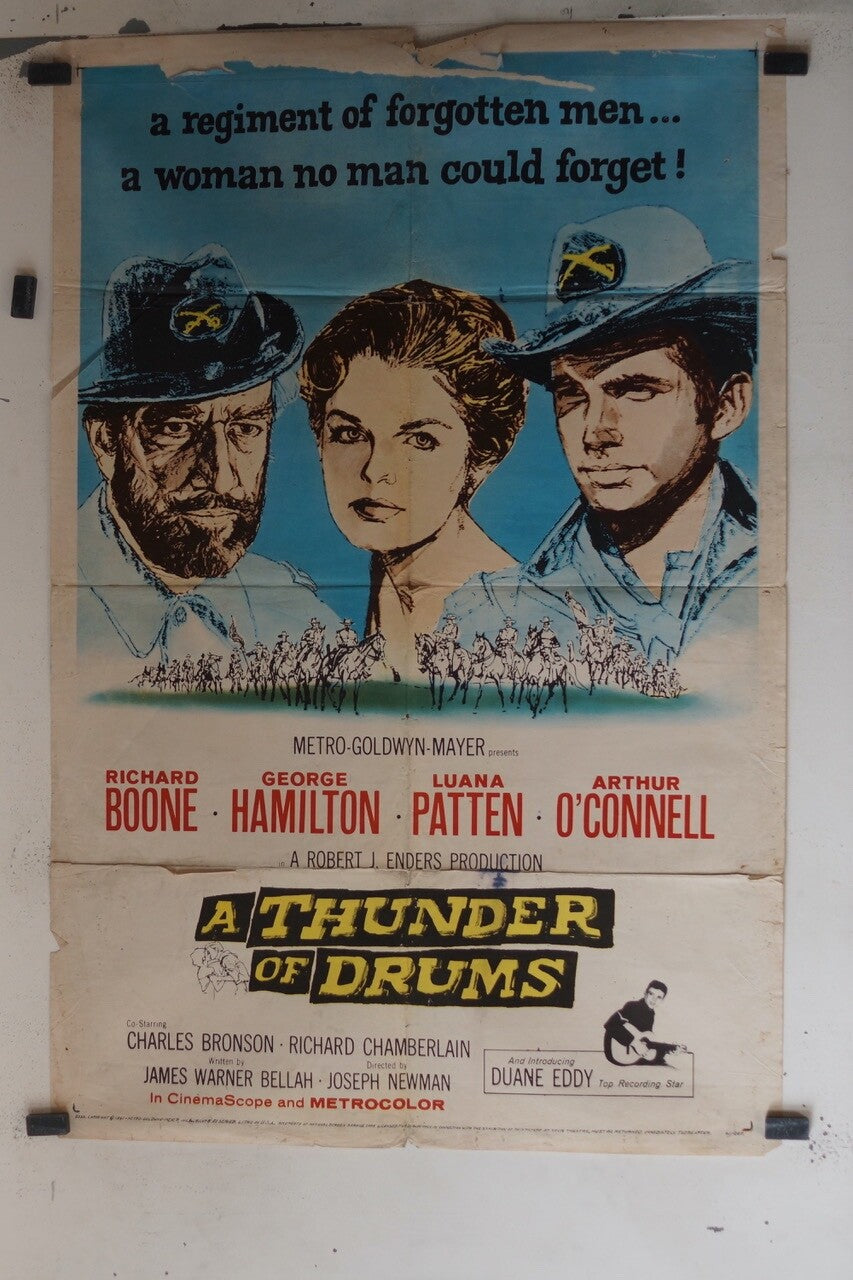 a regiment of forgotten men...
a woman no man could forget!
METRO-GOLDWYN-MAYER presents
RICHARD BOONE · GEORGE HAMILTON · LUANA PATTEN · ARTHUR O'CONNELL
in A ROBERT J. ENDERS PRODUCTION
A THUNDER
OF DRUMS
Co-Starring
CHARLES BRONSON · RICHARD CHAMBERLAIN
Written by Directed by
JAMES WARNER BELLAH · JOSEPH NEWMAN
In CinemaScope and METROCOLOR
And Introducing
DUANE EDDY Top Recording Star